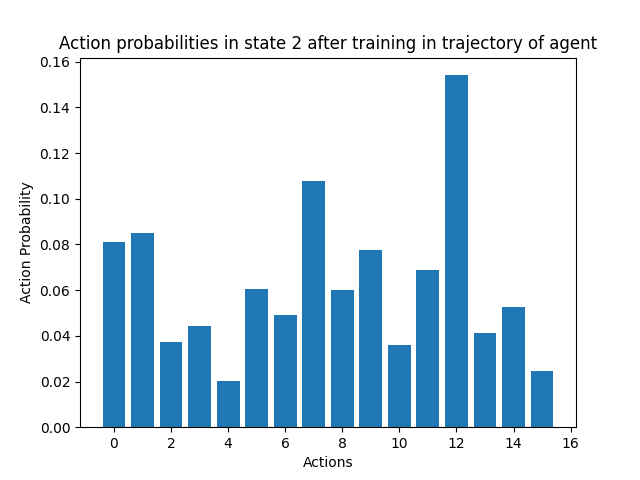 Action probabilities in state 2 after training in trajectory of agent
0.16
0.14
0.12
0.10
0.08
0.06
0.04
0.02
0.00
Action Probability
0 2 4 6 8 10 12 14 16
Actions